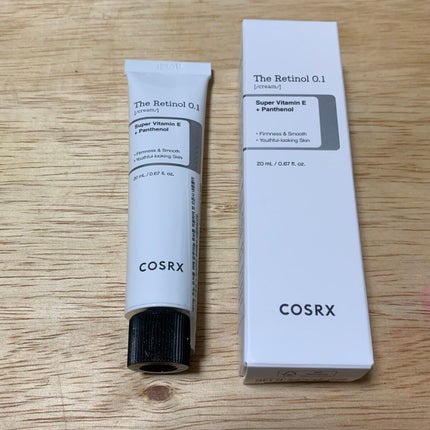 The Retinol 0.1
[/cream/]
Super Vitamin E
+ Panthenol
• Firmness & Smooth
• Youthful-looking Skin
20 mL / 0.67 fl. oz.
COSRX
The Retinol 0.1
[/cream/]
Super Vitamin E
+ Panthenol
• Firmness & Smooth
• Youthful-looking Skin
20 mL / 0.67 fl. oz.
COSRX